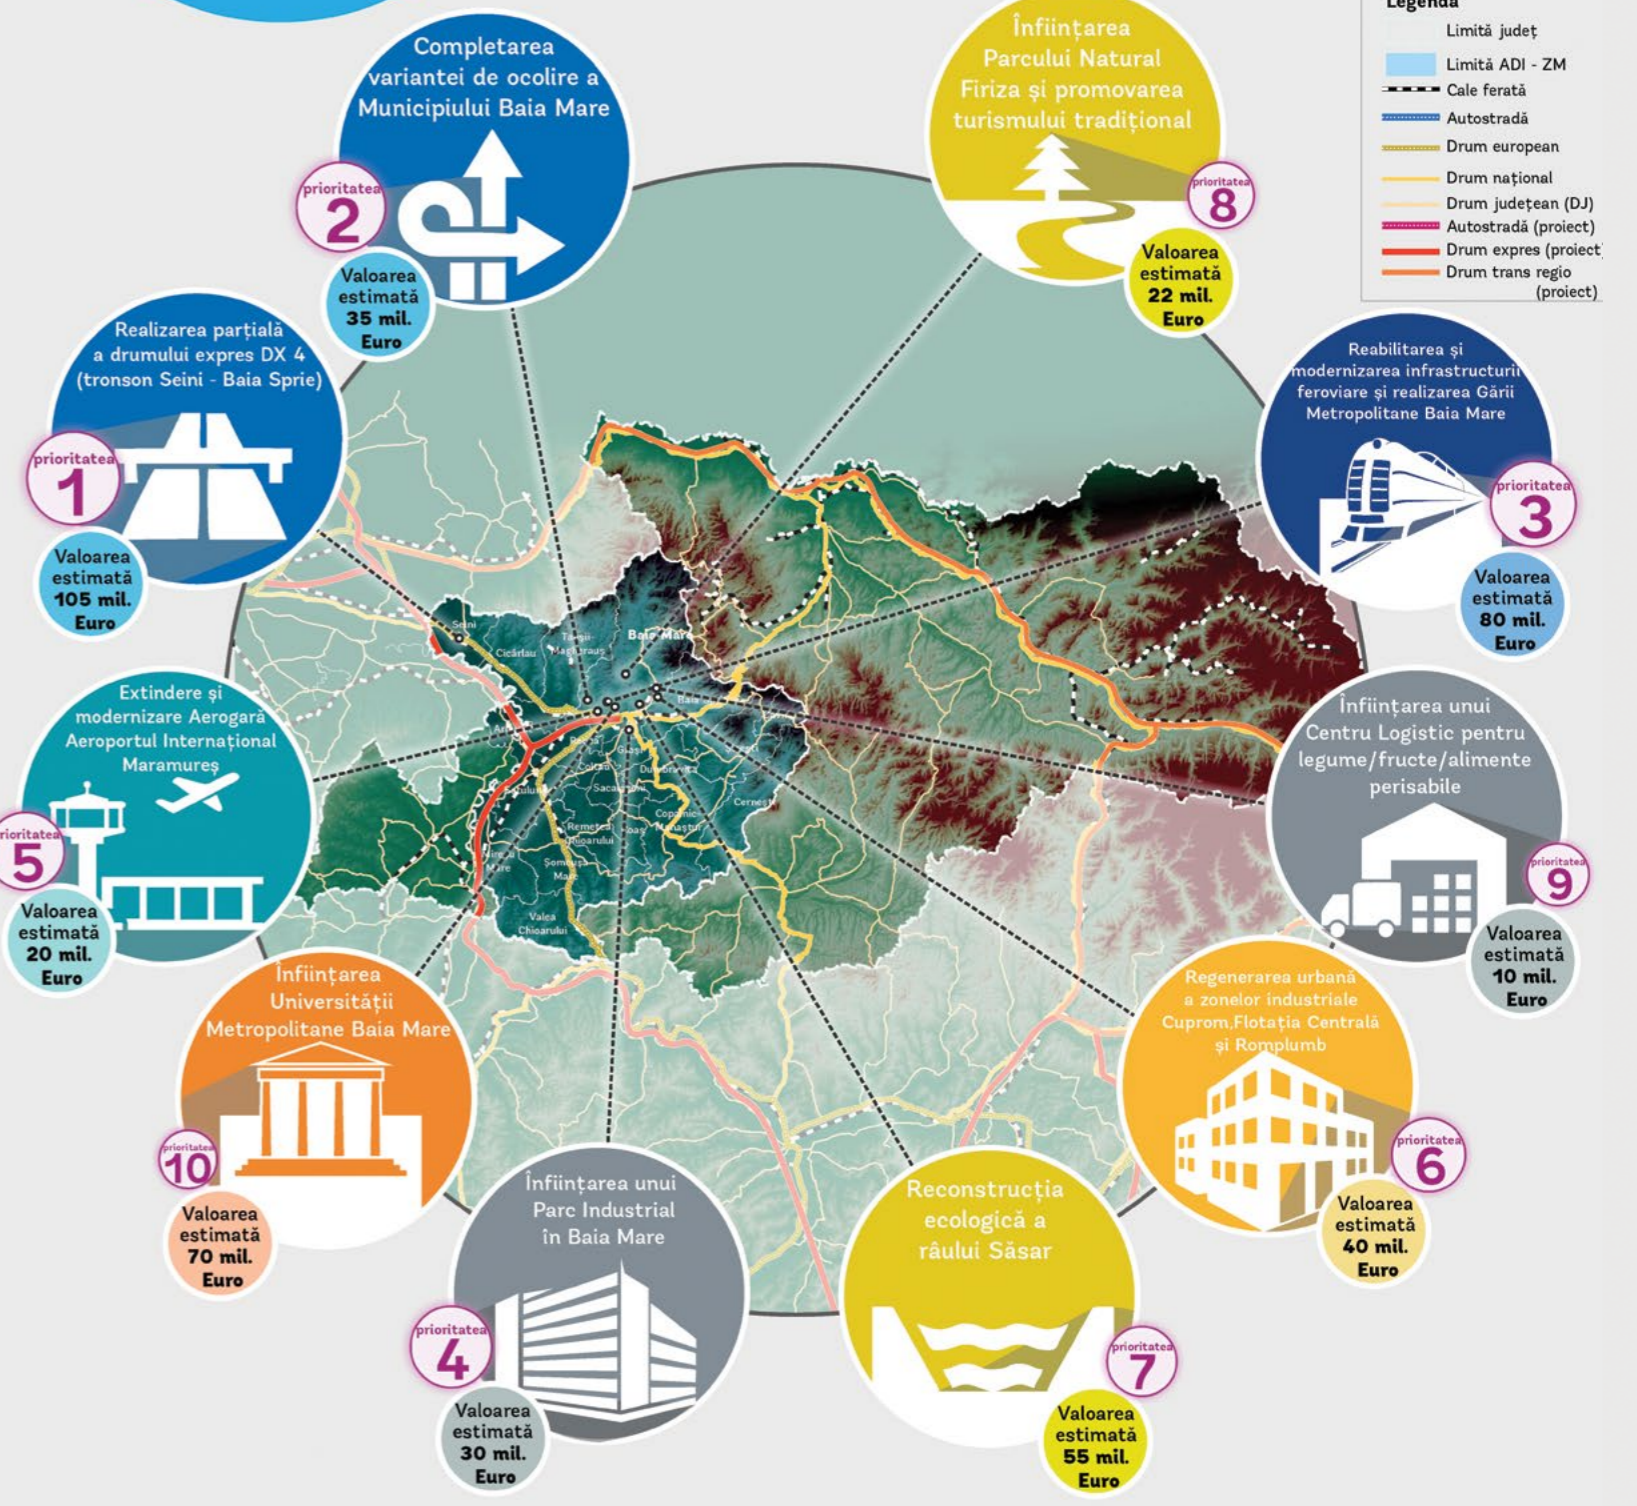 Legenda
Limită județ
Limită ADI - ZM
Cale ferată
Autostradă
Drum european
Drum național
Drum județean (DJ)
Autostradă (proiect)
Drum expres (proiect
Drum trans regio
(proiect)
Completarea
variantei de ocolire a
Municipiului Baia Mare
prioritatea
2
Valoarea
estimată
35 mil.
Euro
Înființarea
Parcului Natural
Firiza și promovarea
turismului tradițional
prioritatea
8
Valoarea
estimată
22 mil.
Euro
Realizarea parțială
a drumului expres DX 4
(tronson Seini - Baia Sprie)
prioritatea
1
Valoarea
estimată
105 mil.
Euro
Reabilitarea și
modernizarea infrastructurii
feroviare și realizarea Gării
Metropolitane Baia Mare
prioritatea
3
Valoarea
estimată
80 mil.
Euro
Extindere și
modernizare Aerogară
Aeroportul Internațional
Maramureș
prioritatea
5
Valoarea
estimată
20 mil.
Euro
Înființarea unui
Centru Logistic pentru
legume/fructe/alimente
perisabile
prioritatea
9
Valoarea
estimată
10 mil.
Euro
Seini
Cicârlau
Baia Mare
Baia
Coltău
Dumbrăvița
Cernești
Remetea
Chioarului
Valea
Chioarului
Înființarea
Universității
Metropolitane Baia Mare
prioritatea
10
Valoarea
estimată
70 mil.
Euro
Regenerarea urbană
a zonelor industriale
Cuprom,Flotația Centrală
și Romplumb
prioritatea
6
Valoarea
estimată
40 mil.
Euro
Înființarea unui
Parc Industrial
în Baia Mare
prioritatea
4
Valoarea
estimată
30 mil.
Euro
Reconstrucția
ecologică a
râului Săsar
prioritatea
7
Valoarea
estimată
55 mil.
Euro